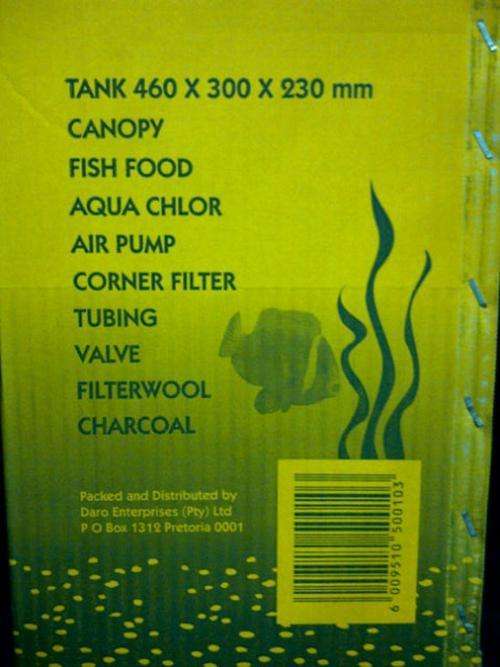 TANK 460 X 300 X 230 mm
CANOPY
FISH FOOD
AQUA CHLOR
AIR PUMP
CORNER FILTER
TUBING
VALVE
FILTERWOOL
CHARCOAL
Packed and Distributed by
Daro Enterprises (Pty) Ltd
P O Box 1312 Pretoria 0001
6 009510 500103